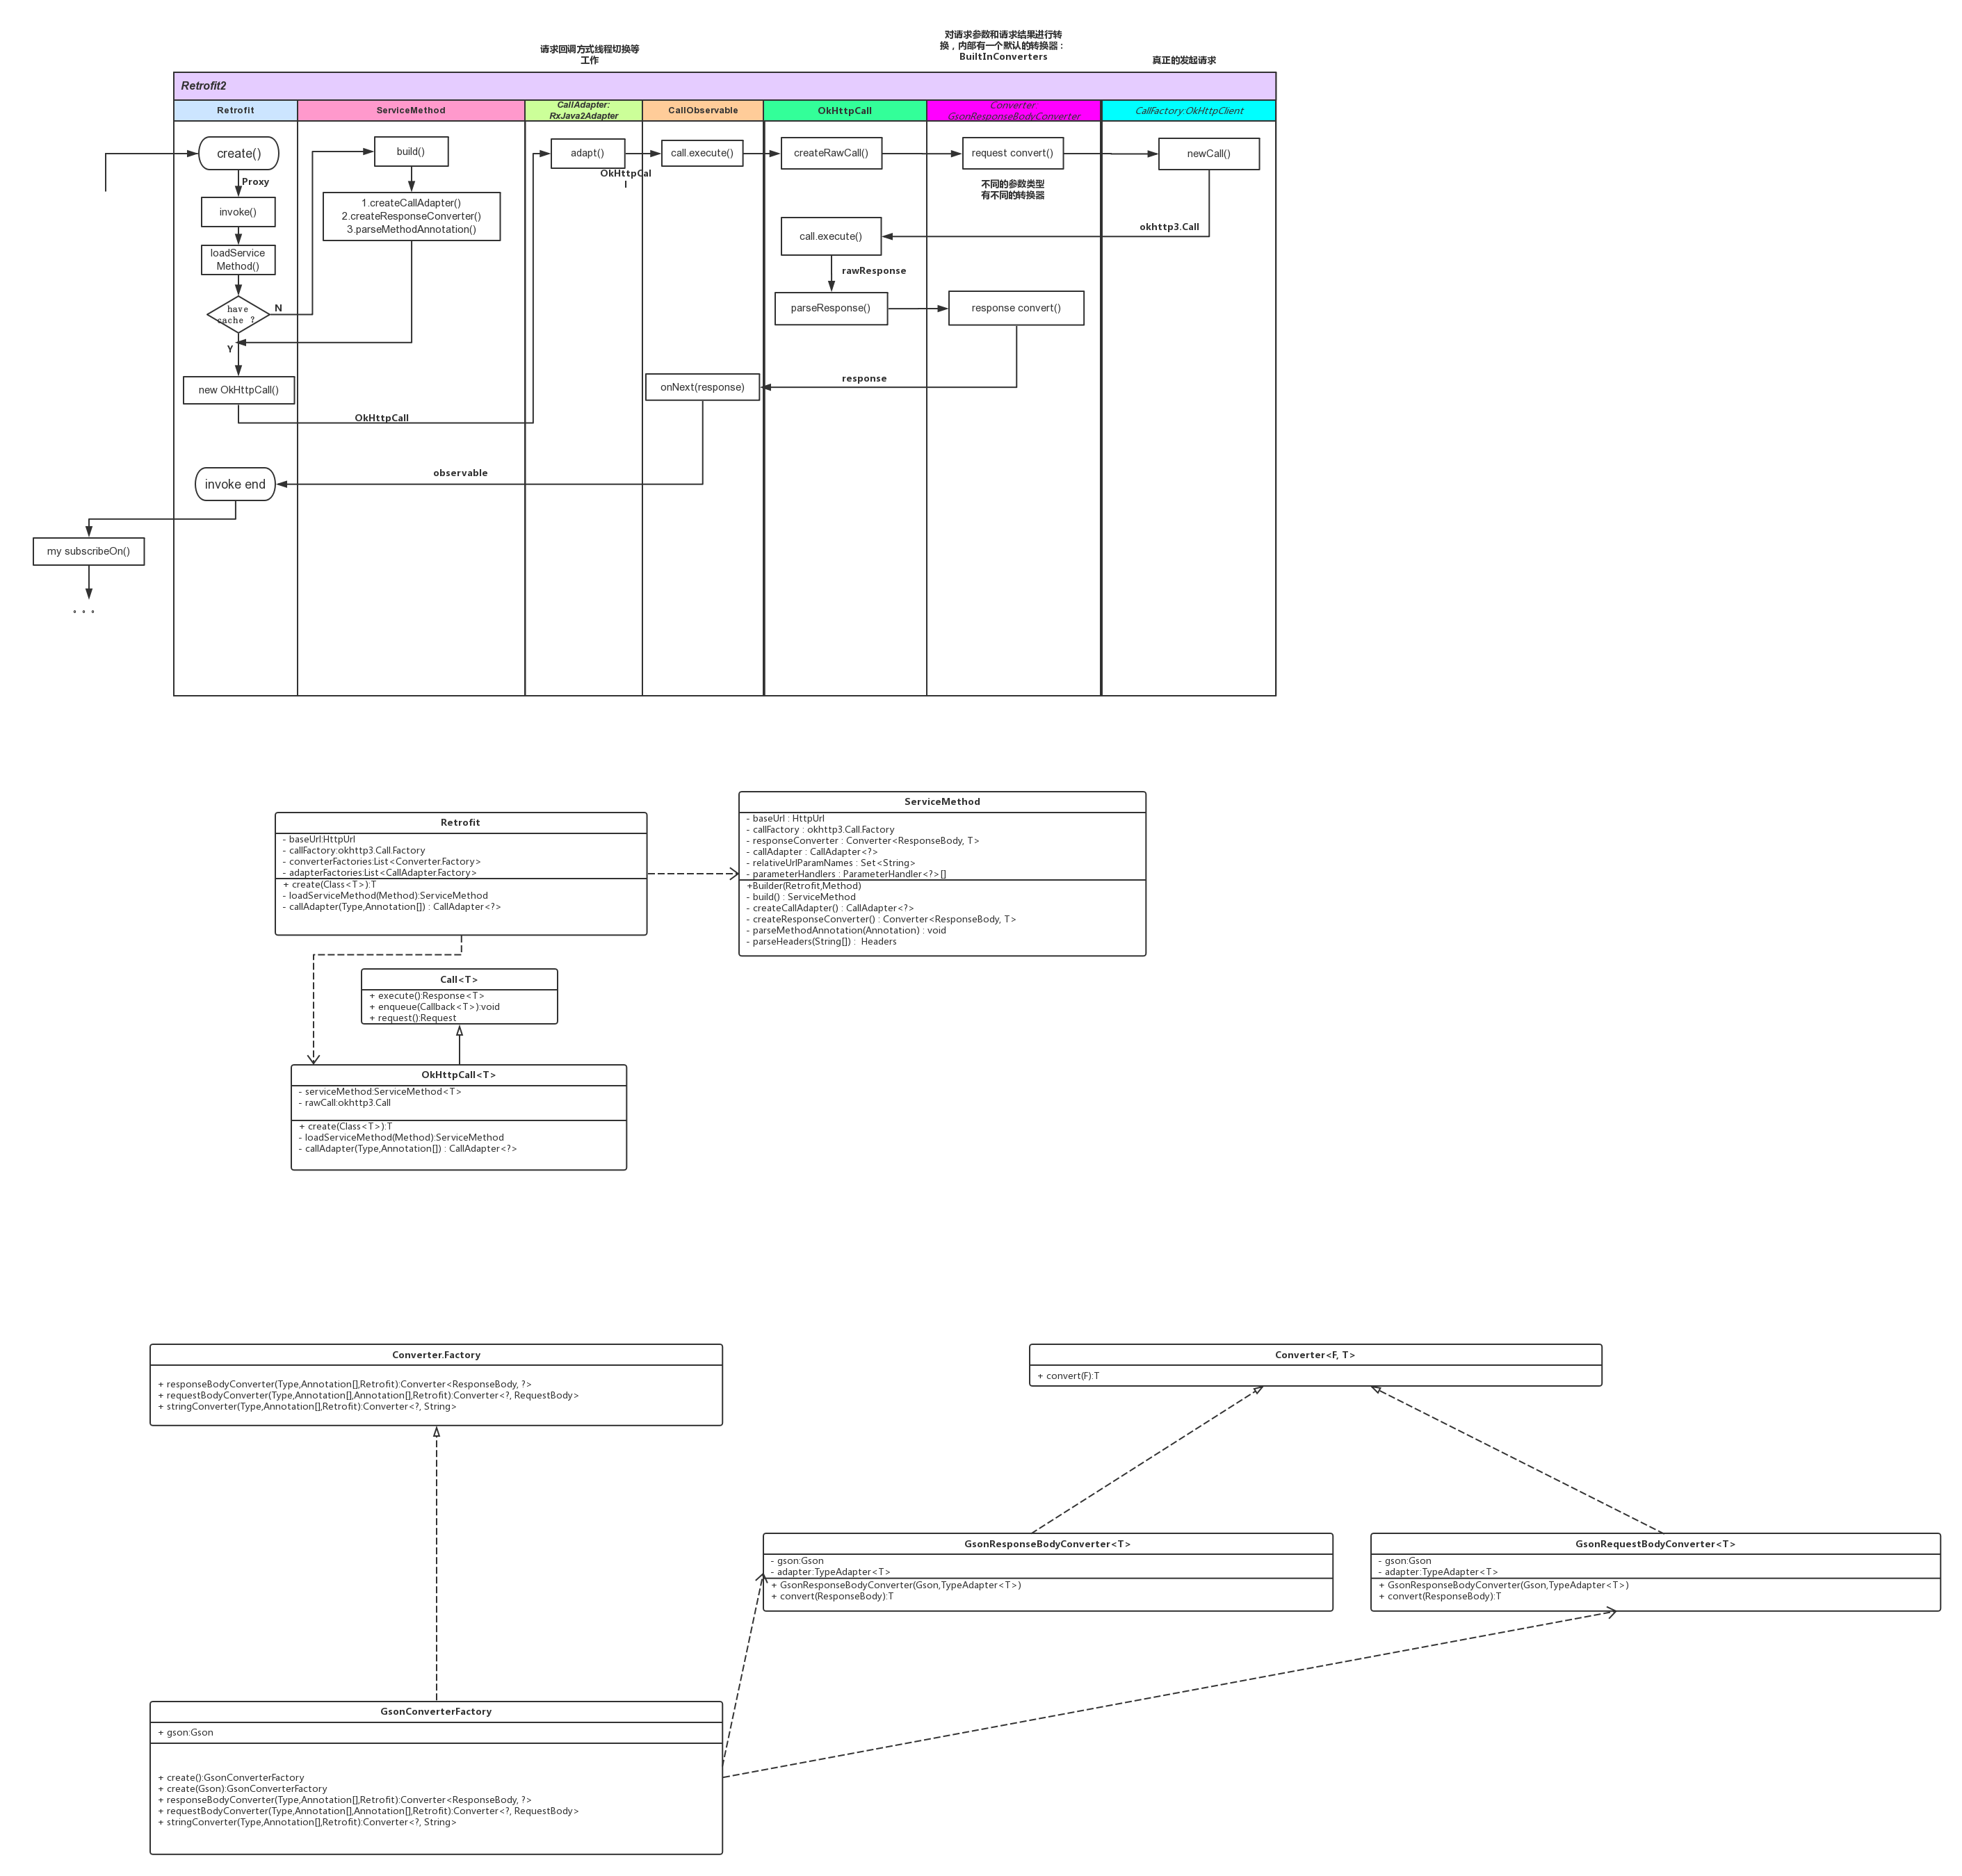 请求回调方式线程切换等
工作
对请求参数和请求结果进行转
换，内部有一个默认的转换器：
BuiltInConverters
真正的发起请求
Retrofit2
Retrofit
ServiceMethod
CallAdapter:
RxJava2Adapter
CallObservable
OkHttpCall
Converter:
GsonResponseBodyConverter
CallFactory:OkHttpClient
create()
build()
adapt()
call.execute()
createRawCall()
request convert()
newCall()
OkHttpCal
l
Proxy
不同的参数类型
有不同的转换器
invoke()
1.createCallAdapter()
2.createResponseConverter()
3.parseMethodAnnotation()
call.execute()
okhttp3.Call
loadService
Method()
rawResponse
have
cache ?
N
Y
parseResponse()
response convert()
new OkHttpCall()
onNext(response)
response
OkHttpCall
observable
invoke end
my subscribeOn()
. . .
Retrofit
- baseUrl:HttpUrl
- callFactory:okhttp3.Call.Factory
- converterFactories:List<Converter.Factory>
- adapterFactories:List<CallAdapter.Factory>
+ create(Class<T>):T
- loadServiceMethod(Method):ServiceMethod
- callAdapter(Type,Annotation[]) : CallAdapter<?>
ServiceMethod
- baseUrl : HttpUrl
- callFactory : okhttp3.Call.Factory
- responseConverter : Converter<ResponseBody, T>
- callAdapter : CallAdapter<?>
- relativeUrlParamNames : Set<String>
- parameterHandlers : ParameterHandler<?>[]
+Builder(Retrofit,Method)
- build() : ServiceMethod
- createCallAdapter() : CallAdapter<?>
- createResponseConverter() : Converter<ResponseBody, T>
- parseMethodAnnotation(Annotation) : void
- parseHeaders(String[]) :  Headers
Call<T>
+ execute():Response<T>
+ enqueue(Callback<T>):void
+ request():Request
OkHttpCall<T>
- serviceMethod:ServiceMethod<T>
- rawCall:okhttp3.Call
+ create(Class<T>):T
- loadServiceMethod(Method):ServiceMethod
- callAdapter(Type,Annotation[]) : CallAdapter<?>
Converter.Factory
+ responseBodyConverter(Type,Annotation[],Retrofit):Converter<ResponseBody, ?>
+ requestBodyConverter(Type,Annotation[],Annotation[],Retrofit):Converter<?, RequestBody>
+ stringConverter(Type,Annotation[],Retrofit):Converter<?, String>
Converter<F, T>
+ convert(F):T
GsonResponseBodyConverter<T>
- gson:Gson
- adapter:TypeAdapter<T>
+ GsonResponseBodyConverter(Gson,TypeAdapter<T>)
+ convert(ResponseBody):T
GsonRequestBodyConverter<T>
- gson:Gson
- adapter:TypeAdapter<T>
+ GsonResponseBodyConverter(Gson,TypeAdapter<T>)
+ convert(ResponseBody):T
GsonConverterFactory
+ gson:Gson
+ create():GsonConverterFactory
+ create(Gson):GsonConverterFactory
+ responseBodyConverter(Type,Annotation[],Retrofit):Converter<ResponseBody, ?>
+ requestBodyConverter(Type,Annotation[],Annotation[],Retrofit):Converter<?, RequestBody>
+ stringConverter(Type,Annotation[],Retrofit):Converter<?, String>